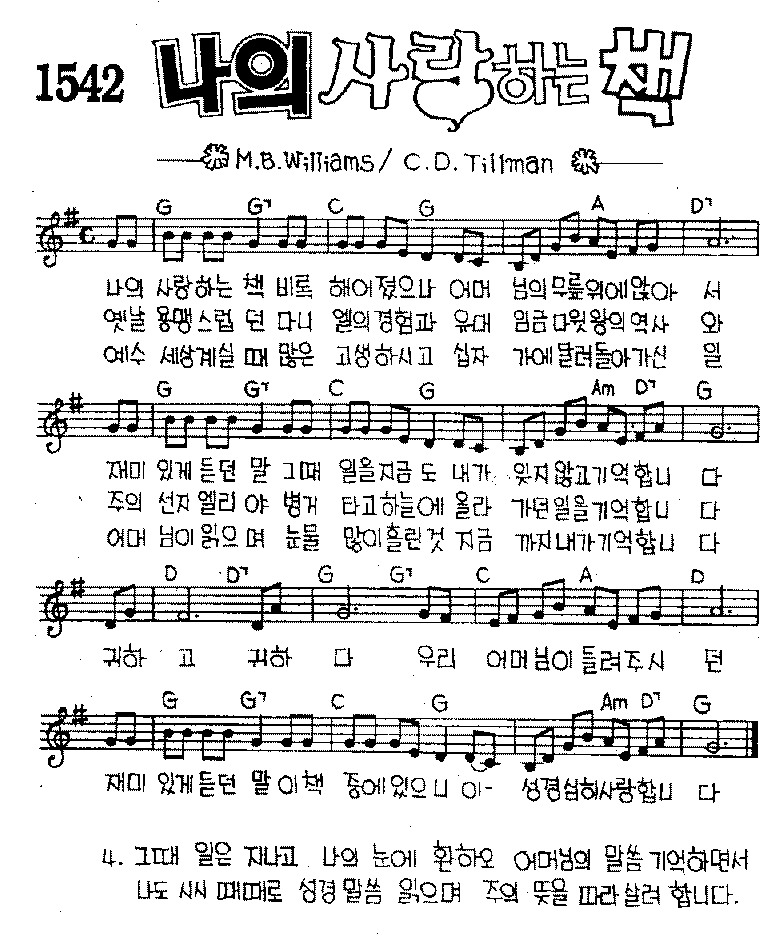 1542 나의 사랑하는 책
M.B.Williams / C.D.Tillman
G G7 C G A D7
나의 사랑하는 책 비록 해어졌으나 어머 님의무릎위에앉아 서
옛날 용맹스럽 던 다니 엘의경험과 유대 임금다윗왕의역사 와
예수 세상계실 때 많은 고생하시고 십자 가에달려돌아가신 일
G G7 C G Am D7 G
재미 있게듣던 말 그때 일을지금도 내가 잊지않고기억합니 다
주의 선지엘리 야 병거 타고하늘에 올라 가던일을기억합니 다
어머 님이읽으 며 눈물 많이흘린것 지금 까지내가기억합니 다
D D7 G G7 C A D
귀하 고 귀하 다 우리 어머님이들려주시 던
G G7 C G Am D7 G
재미 있게듣던 말 이책 중에있으니 이- 성경심히사랑합니 다
4. 그때 일은 지나고 나의 눈에 환하오 어머님의 말씀 기억하면서
나도 시시 때때로 성경 말씀 읽으며 주의 뜻을 따라 살려 합니다.